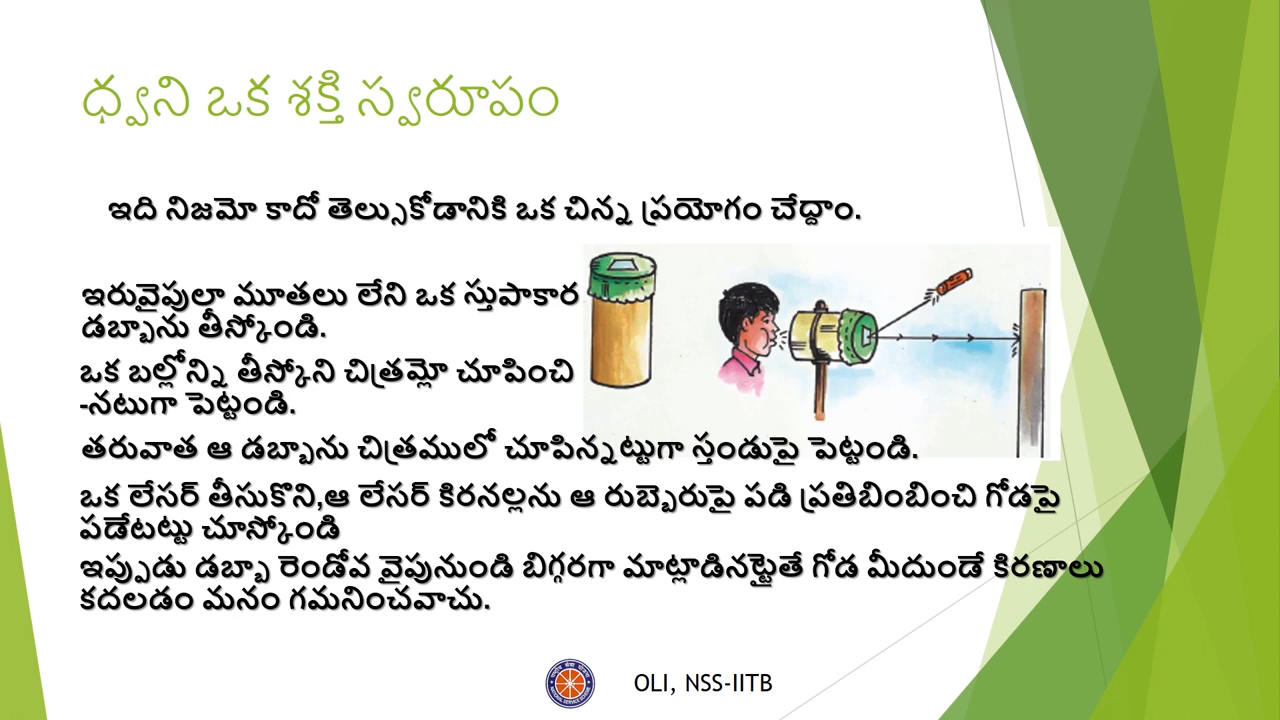 ధ్వని ఒక శక్తి స్వరూపం
ఇది నిజమో కాదో తెల్సుకోడానికి ఒక చిన్న ప్రయోగం చేద్దాం.
ఇరువైపులా మూతలు లేని ఒక స్తుపాకార
డబ్బాను తీస్కోండి.
ఒక బల్లోన్ని తీస్కోని చిత్రమ్లో చూపించి
-నటుగా పెట్టండి.
తరువాత ఆ డబ్బాను చిత్రములో చూపిన్నట్టుగా స్తండుపై పెట్టండి.
ఒక లేసర్ తీసుకొని,ఆ లేసర్ కిరనల్లను ఆ రుబ్బెరుపై పడి ప్రతిబింబించి గోడపై
పడేటట్టు చూస్కోండి
ఇప్పుడు డబ్బా రెండోవ వైపునుండి బిగ్గరగా మాట్లాడినట్టైతే గోడ మీదుండే కిరణాలు
కదలడం మనం గమనించవాచు.
OLI, NSS-IITB